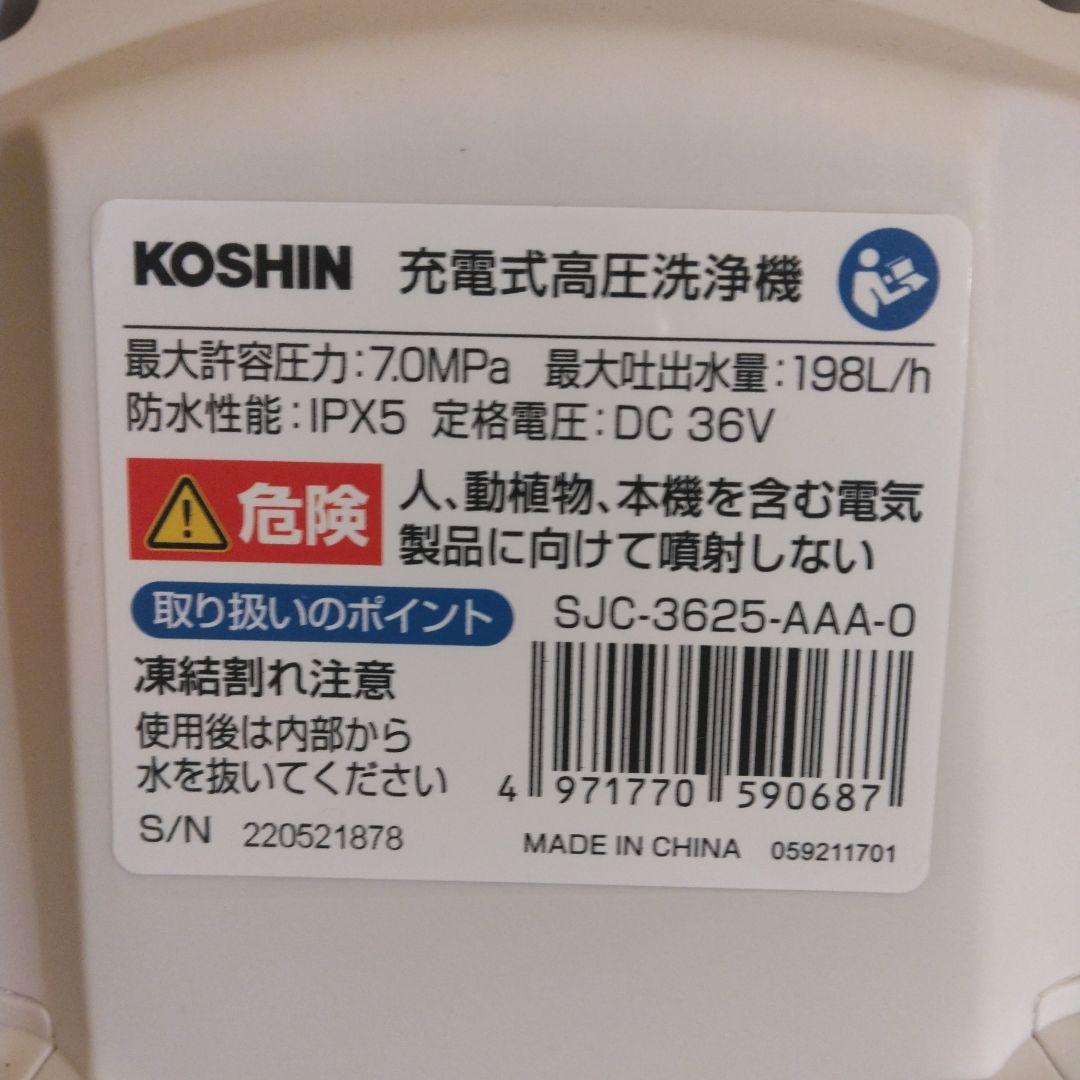 KOSHIN 充電式高圧洗浄機
最大許容圧力:7.0MPa 最大吐出水量:198L/h
防水性能:IPX5 定格電圧:DC 36V
危険 人、動植物、本機を含む電気
製品に向けて噴射しない
取り扱いのポイント SJC-3625-AAA-0
凍結割れ注意
使用後は内部から
水を抜いてください
4 971770 590687
S/N 220521878 MADE IN CHINA 059211701